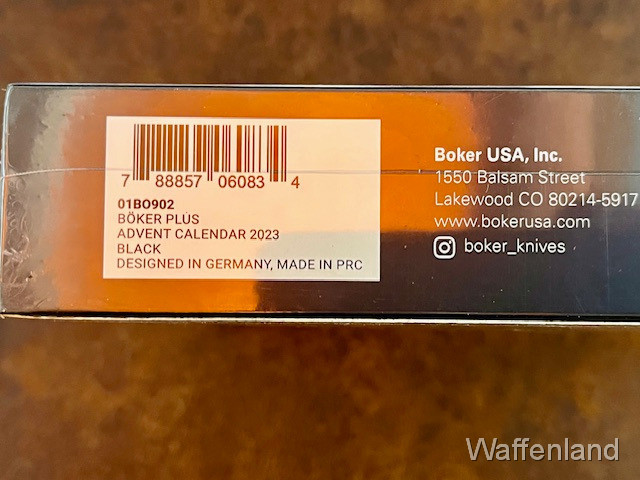 7 88857 06083 4
01BO902
BÖKER PLUS
ADVENT CALENDAR 2023
BLACK
DESIGNED IN GERMANY, MADE IN PRC
Boker USA, Inc.
1550 Balsam Street
Lakewood CO 80214-5917
www.bokerusa.com
boker_knives
Waffenland